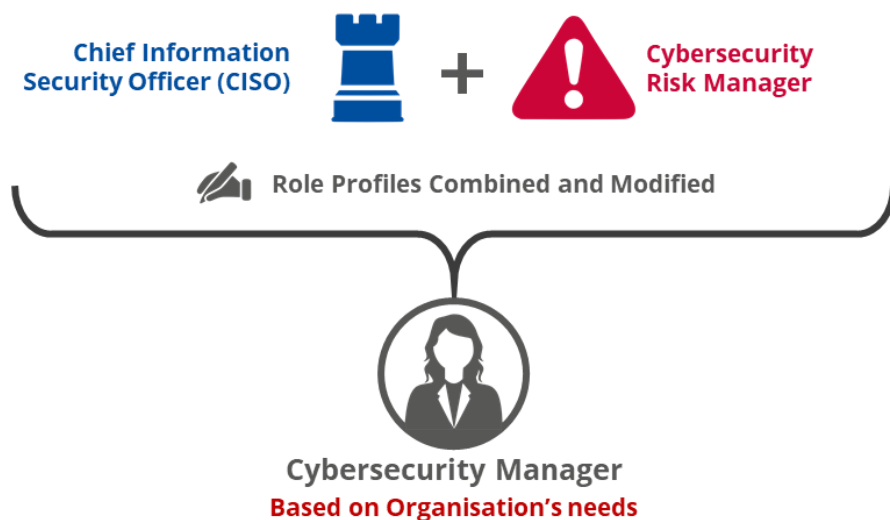 Chief Information
Security Officer (CISO)
Cybersecurity
Risk Manager
Role Profiles Combined and Modified
Cybersecurity Manager
Based on Organisation's needs